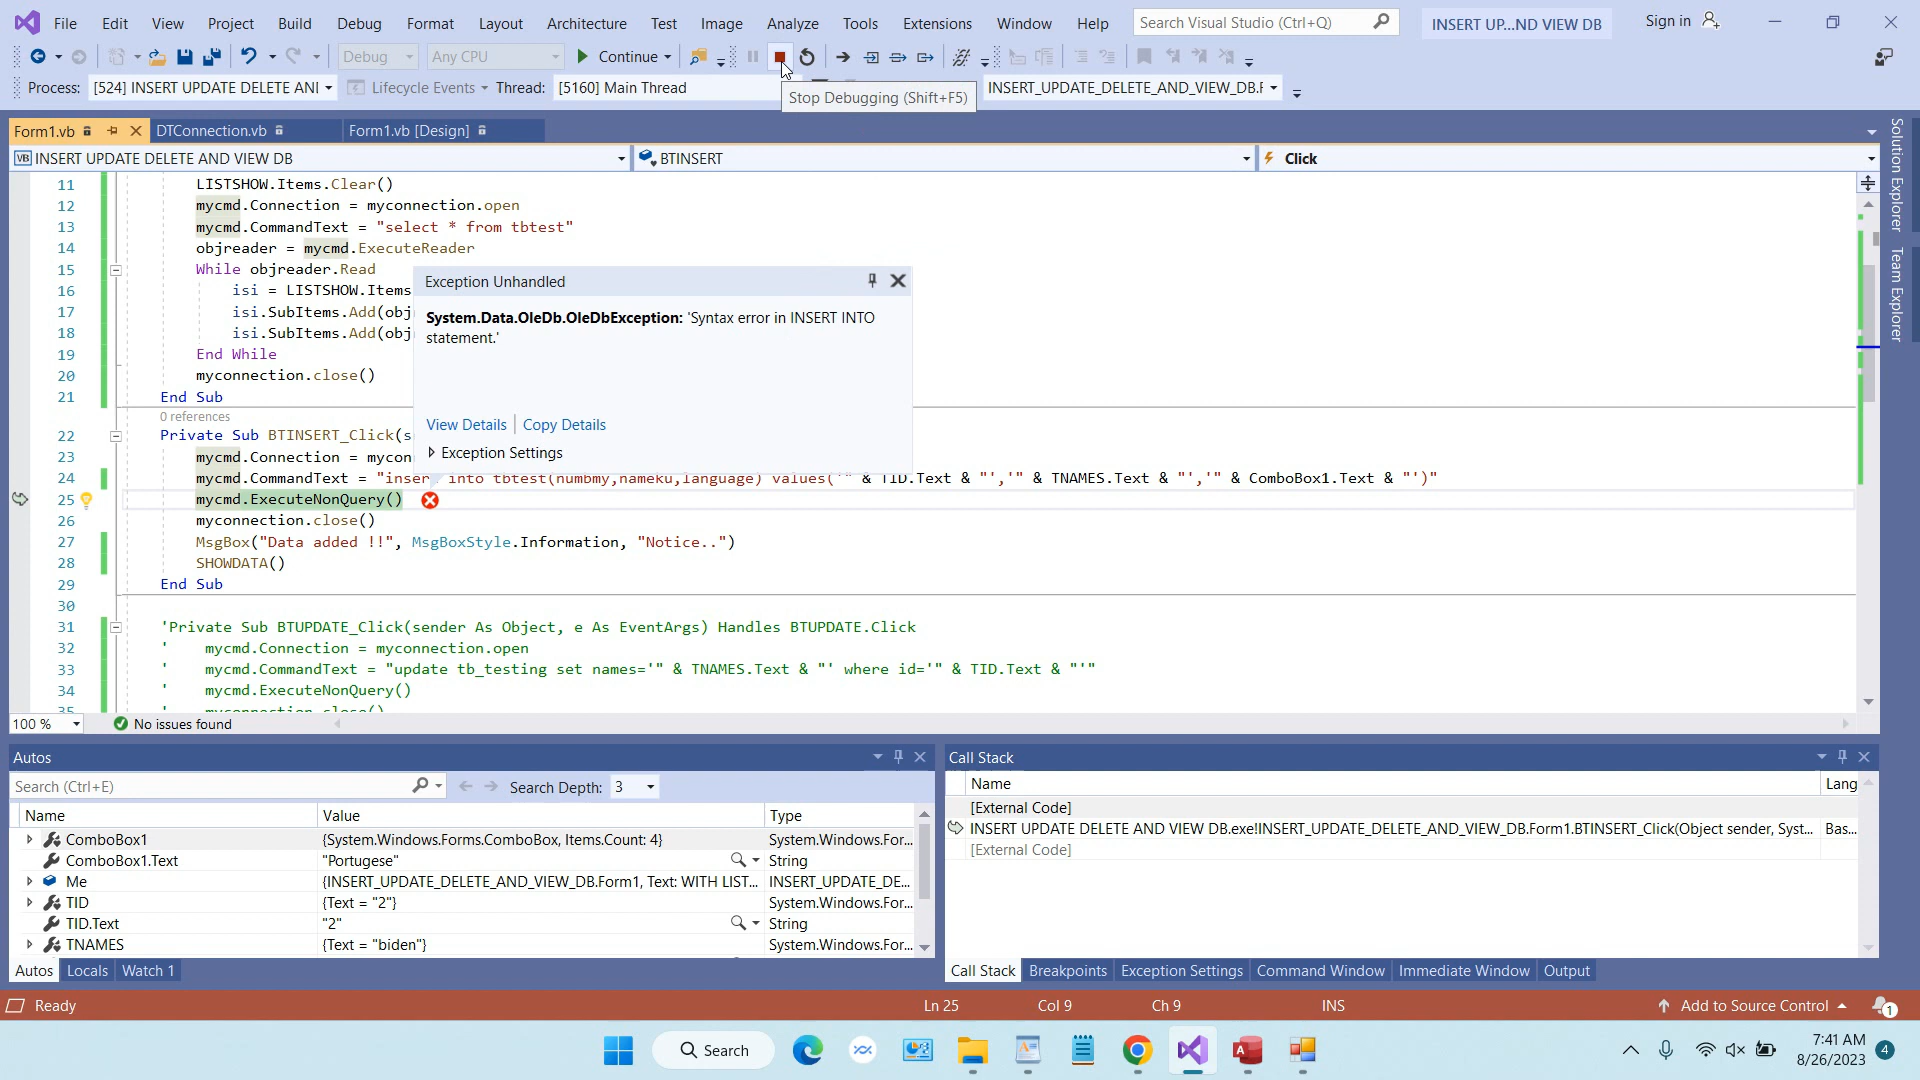 File Edit View Project Build Debug Format Layout Architecture Test Image Analyze Tools Extensions Window Help Search Visual Studio (Ctrl+Q) INSERT UP...ND VIEW DB Sign in
Debug Any CPU Continue
Process: [524] INSERT UPDATE DELETE ANI Lifecycle Events Thread: [5160] Main Thread INSERT_UPDATE_DELETE_AND_VIEW_DB.F
Stop Debugging (Shift+F5)
Form1.vb DTConnection.vb Form1.vb [Design]
Solution Explorer
Team Explorer
VB INSERT UPDATE DELETE AND VIEW DB BTINSERT Click
11 LISTSHOW.Items.Clear()
12 mycmd.Connection = myconnection.open
13 mycmd.CommandText = "select * from tbtest"
14 objreader = mycmd.ExecuteReader
15 While objreader.Read
16 isi = LISTSHOW.Items
17 isi.SubItems.Add(obj
18 isi.SubItems.Add(obj
19 End While
20 myconnection.close()
21 End Sub
0 references
22 Private Sub BTINSERT_Click(s
23 mycmd.Connection = mycon
24 mycmd.CommandText = "insert into tbtest(numbmy,nameku,language) values('" & TID.Text & "','" & TNAMES.Text & "','" & ComboBox1.Text & "')"
25 mycmd.ExecuteNonQuery()
26 myconnection.close()
27 MsgBox("Data added !!", MsgBoxStyle.Information, "Notice..")
28 SHOWDATA()
29 End Sub
30
31 'Private Sub BTUPDATE_Click(sender As Object, e As EventArgs) Handles BTUPDATE.Click
32 ' mycmd.Connection = myconnection.open
33 ' mycmd.CommandText = "update tb_testing set names='" & TNAMES.Text & "' where id='" & TID.Text & "'"
34 ' mycmd.ExecuteNonQuery()
35 ' myconnection.close()
Exception Unhandled
System.Data.OleDb.OleDbException: 'Syntax error in INSERT INTO
statement.'
View Details Copy Details
Exception Settings
100 % No issues found
Autos
Search (Ctrl+E) Search Depth: 3
Name Value Type
ComboBox1 {System.Windows.Forms.ComboBox, Items.Count: 4} System.Windows.For...
ComboBox1.Text "Portugese" String
Me {INSERT_UPDATE_DELETE_AND_VIEW_DB.Form1, Text: WITH LIST... INSERT_UPDATE_DE...
TID {Text = "2"} System.Windows.For...
TID.Text "2" String
TNAMES {Text = "biden"} System.Windows.For...
Autos Locals Watch 1
Call Stack
Name Lang
[External Code]
INSERT UPDATE DELETE AND VIEW DB.exe!INSERT_UPDATE_DELETE_AND_VIEW_DB.Form1.BTINSERT_Click(Object sender, Syst... Bas...
[External Code]
Call Stack Breakpoints Exception Settings Command Window Immediate Window Output
Ready Ln 25 Col 9 Ch 9 INS Add to Source Control 1
Search
7:41 AM
8/26/2023 4